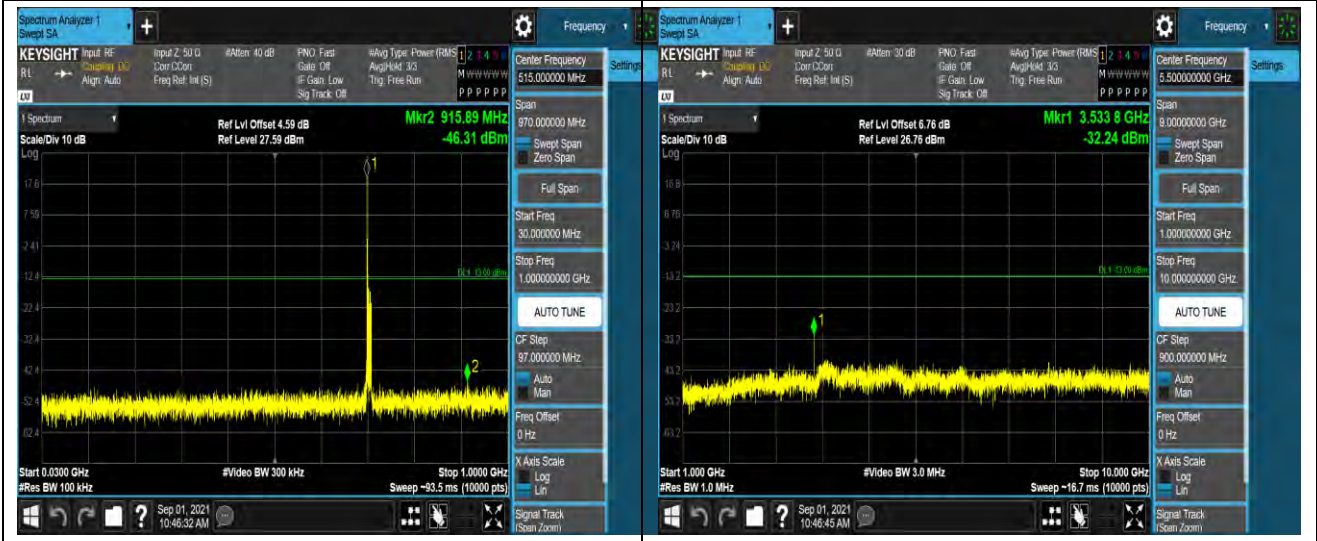 Spectrum Analyzer 1
Swept SA
+
Frequency
KEYSIGHT Input: RF
RL
Coupling: DC
Align: Auto
Input Z: 50 Ω
Corr CCorr
Freq Ref: Int (S)
#Atten: 40 dB
PNO: Fast
Gate: Off
IF Gain: Low
Sig Track: Off
#Avg Type: Power (RMS
Avg|Hold: 3/3
Trig: Free Run
1 2 3 4 5 6
M W W W W W
P P P P P P
Center Frequency
515.000000 MHz
Settings
Span
970.000000 MHz
Swept Span
Zero Span
Full Span
Start Freq
30.000000 MHz
Stop Freq
1.000000000 GHz
AUTO TUNE
CF Step
97.000000 MHz
Auto
Man
Freq Offset
0 Hz
X Axis Scale
Log
Lin
Signal Track
(Span Zoom)
LXI
1 Spectrum
Scale/Div 10 dB
Log
Ref Lvl Offset 4.59 dB
Ref Level 27.59 dBm
Mkr2 915.89 MHz
-46.31 dBm
1
17.6
7.59
-2.41
-12.4
DL1 -13.00 dBm
-22.4
-32.4
-42.4
2
-52.4
-62.4
Start 0.0300 GHz
#Res BW 100 kHz
#Video BW 300 kHz
Stop 1.0000 GHz
Sweep ~93.5 ms (10000 pts)
?
Sep 01, 2021
10:46:32 AM
Spectrum Analyzer 1
Swept SA
+
Frequency
KEYSIGHT Input: RF
RL
Coupling: DC
Align: Auto
Input Z: 50 Ω
Corr CCorr
Freq Ref: Int (S)
#Atten: 30 dB
PNO: Fast
Gate: Off
IF Gain: Low
Sig Track: Off
#Avg Type: Power (RMS
Avg|Hold: 3/3
Trig: Free Run
1 2 3 4 5 6
M W W W W W
P P P P P P
Center Frequency
5.500000000 GHz
Settings
Span
9.00000000 GHz
Swept Span
Zero Span
Full Span
Start Freq
1.000000000 GHz
Stop Freq
10.000000000 GHz
AUTO TUNE
CF Step
900.000000 MHz
Auto
Man
Freq Offset
0 Hz
X Axis Scale
Log
Lin
Signal Track
(Span Zoom)
LXI
1 Spectrum
Scale/Div 10 dB
Log
Ref Lvl Offset 6.76 dB
Ref Level 26.76 dBm
Mkr1 3.533 8 GHz
-32.24 dBm
16.8
6.76
-3.24
-13.2
DL1 -13.00 dBm
-23.2
-33.2
1
-43.2
-53.2
-63.2
Start 1.000 GHz
#Res BW 1.0 MHz
#Video BW 3.0 MHz
Stop 10.000 GHz
Sweep ~16.7 ms (10000 pts)
?
Sep 01, 2021
10:46:45 AM